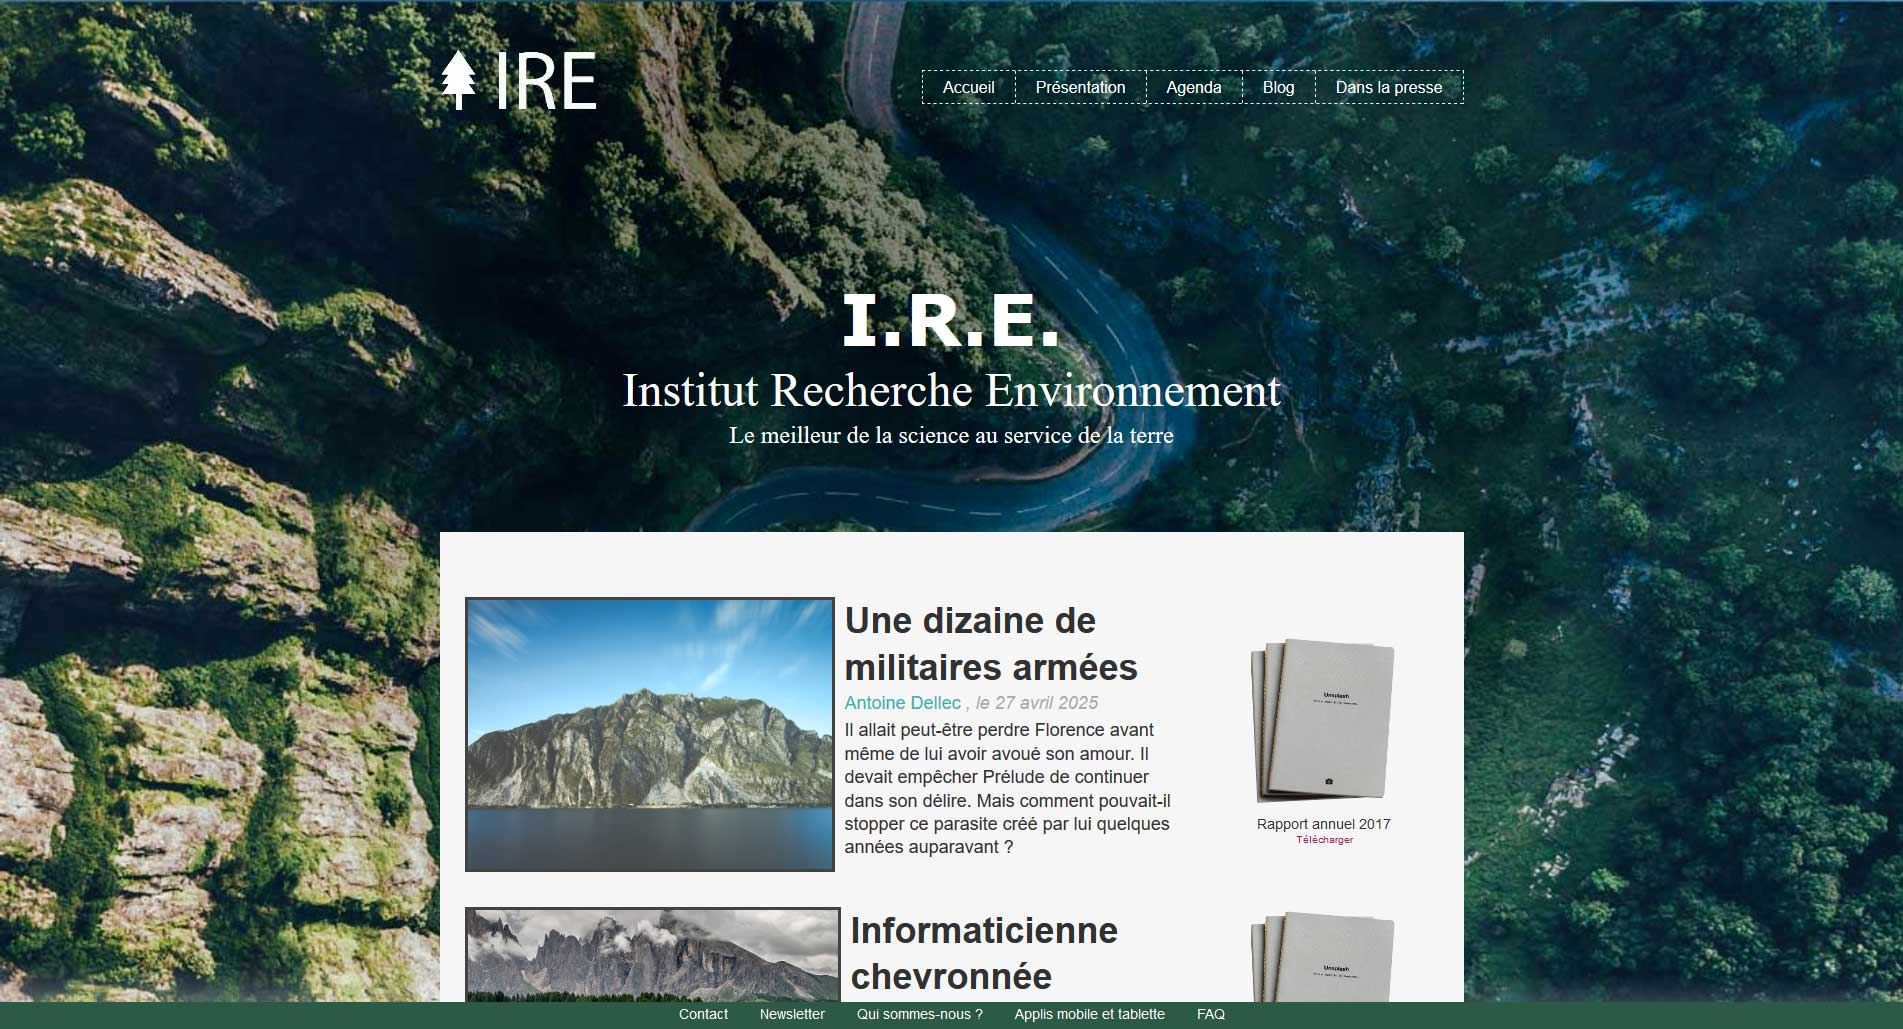 IRE
Accueil
Présentation
Agenda
Blog
Dans la presse
I.R.E.
Institut Recherche Environnement
Le meilleur de la science au service de la terre
Une dizaine de
militaires armées
Antoine Dellec , le 27 avril 2025
Il allait peut-être perdre Florence avant
même de lui avoir avoué son amour. Il
devait empêcher Prélude de continuer
dans son délire. Mais comment pouvait-il
stopper ce parasite créé par lui quelques
années auparavant ?
Unsplash
Rapport annuel 2017
Télécharger
Informaticienne
chevronnée
Unsplash
Contact
Newsletter
Qui sommes-nous ?
Applis mobile et tablette
FAQ